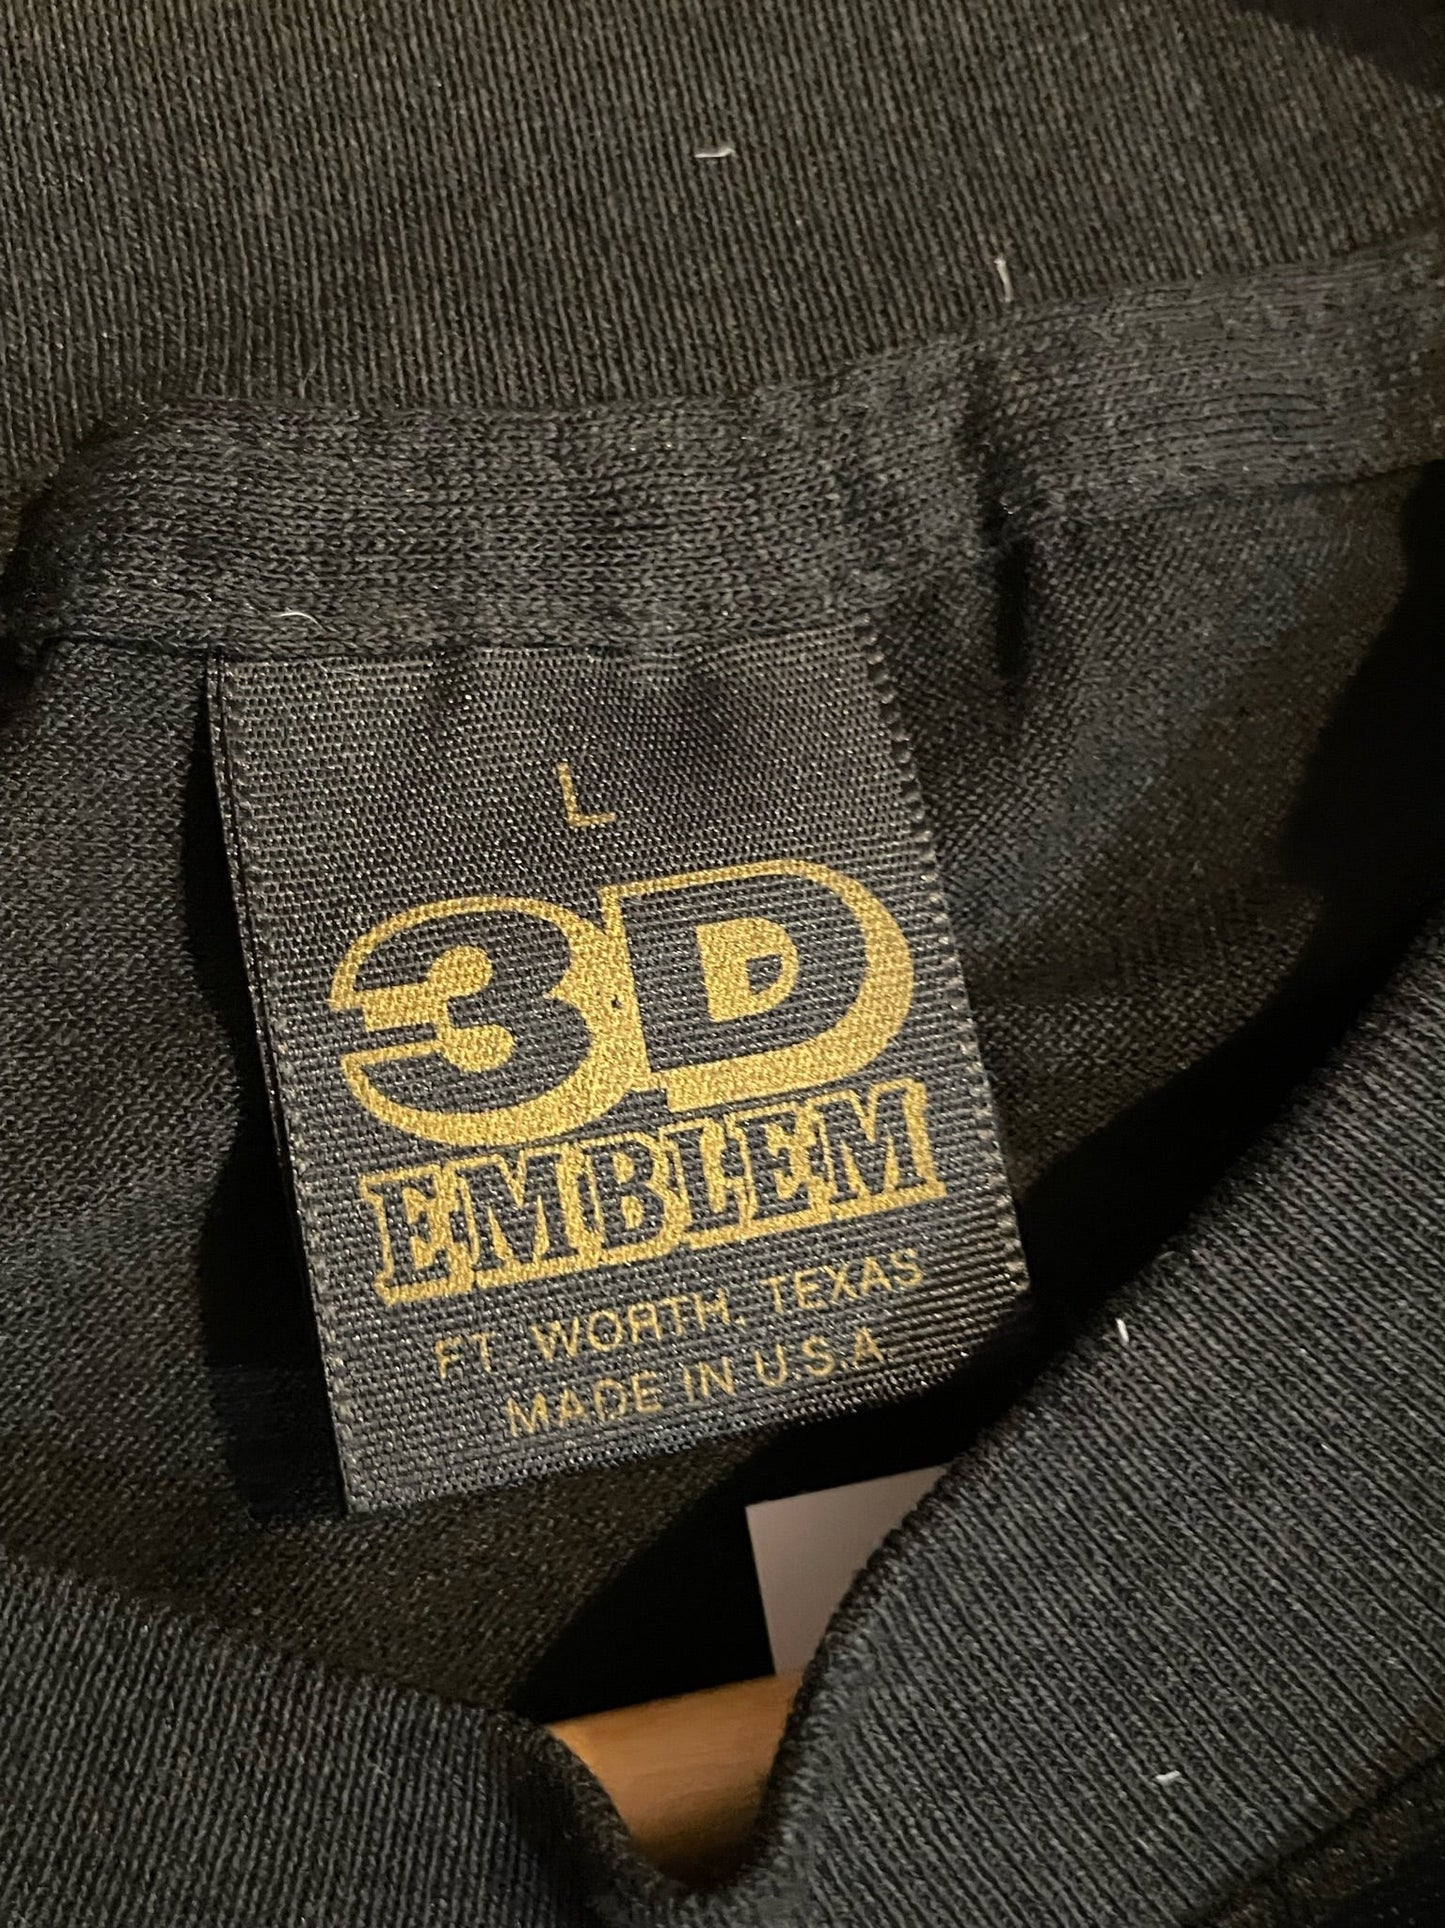 L
3D
EMBLEM
FT. WORTH, TEXAS
MADE IN U.S.A